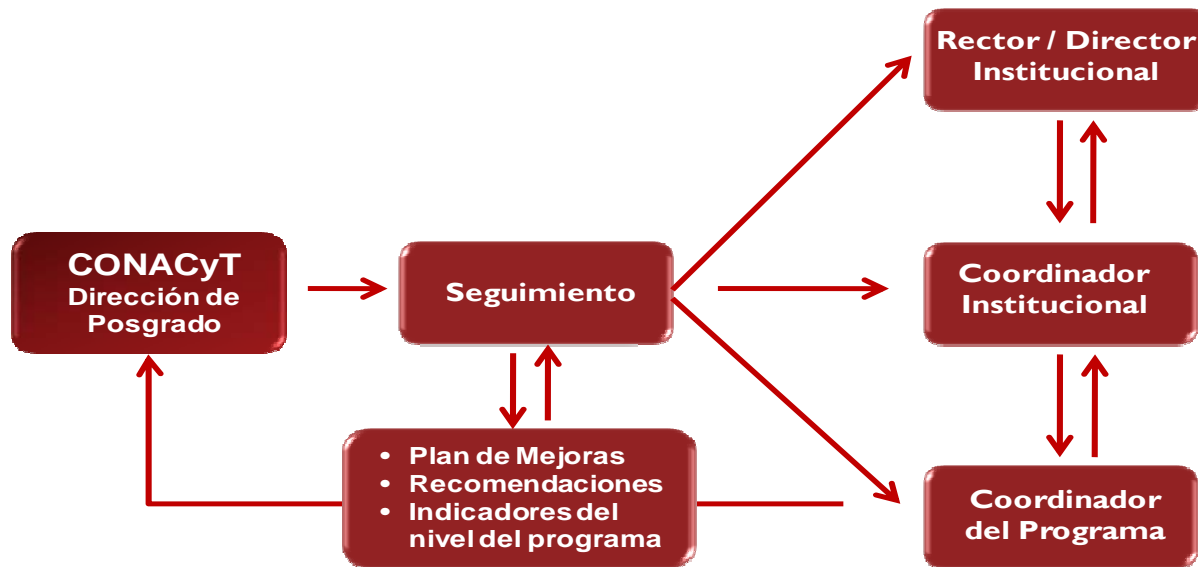 CONACyT
Dirección de
Posgrado
Seguimiento
• Plan de Mejoras
• Recomendaciones
• Indicadores del
nivel del programa
Rector / Director
Institucional
Coordinador
Institucional
Coordinador
del Programa